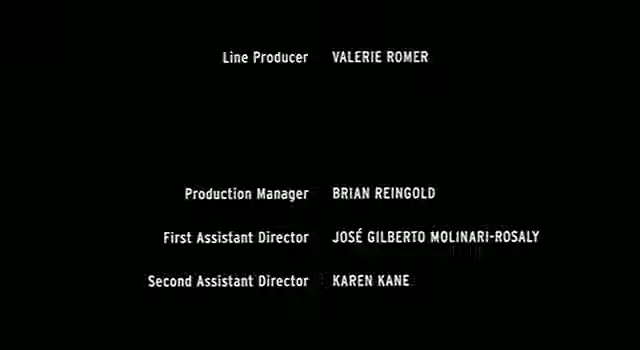 Line Producer VALERIE ROMER
Production Manager BRIAN REINGOLD
First Assistant Director JOSÉ GILBERTO MOLINARI-ROSALY
Second Assistant Director KAREN KANE